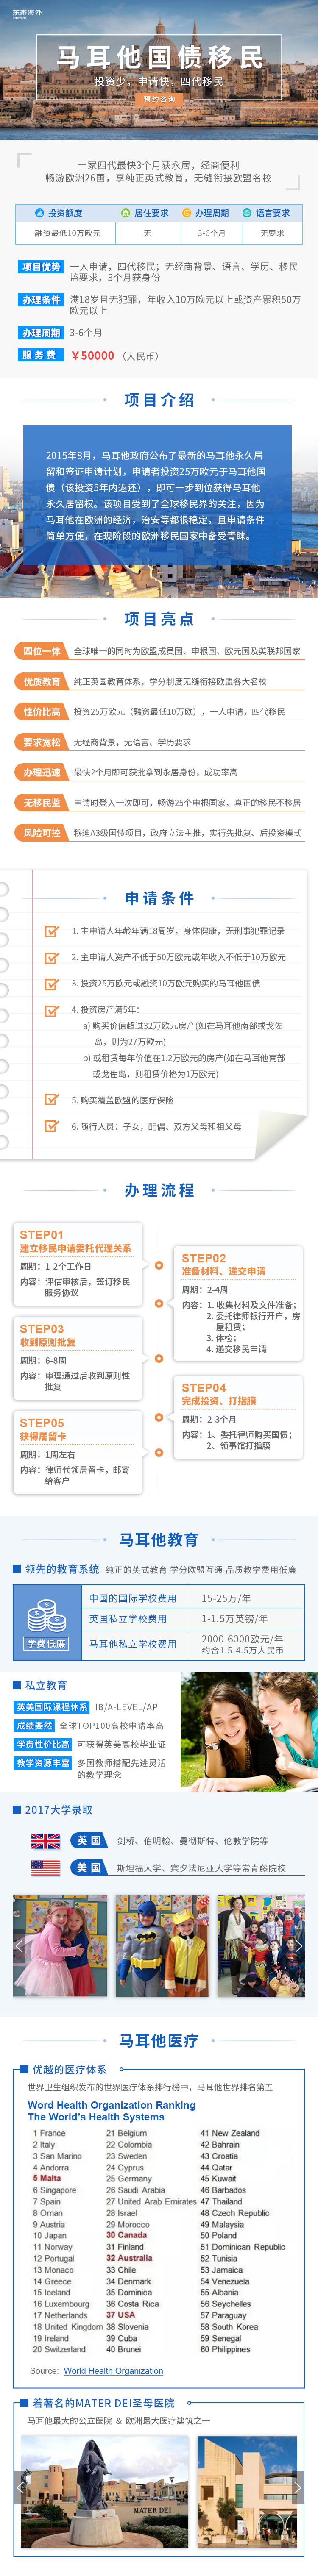 东家海外
马耳他国债移民
投资少，申请快，四代移民
预约咨询
一家四代最快3个月获永居，经商便利
畅游欧洲26国，享纯正英式教育，无缝衔接欧盟名校
投资额度 居住要求 办理周期 语言要求
融资最低10万欧元 无 3-6个月 无要求
项目优势 一人申请，四代移民；无经商背景、语言、学历、移民
监要求，3个月获身份
办理条件 满18岁且无犯罪，年收入10万欧元以上或资产累积50万
欧元以上
办理周期 3-6个月
服 务 费 ￥50000 （人民币）
项目介绍
2015年8月，马耳他政府公布了最新的马耳他永久居
留和签证申请计划，申请者投资25万欧元于马耳他国
债（该投资5年内返还），即可一步到位获得马耳他
永久居留权。该项目受到了全球移民界的关注，因为
马耳他在欧洲的经济，治安等都很稳定，且申请条件
简单方便，在现阶段的欧洲移民国家中备受青睐。
项目亮点
四位一体 全球唯一的同时为欧盟成员国、申根国、欧元国及英联邦国家
优质教育 纯正英国教育体系，学分制度无缝衔接欧盟各大名校
性价比高 投资25万欧元（融资最低10万欧），一人申请，四代移民
要求宽松 无经商背景，无语言、学历要求
办理迅速 最快2个月即可获批拿到永居身份，成功率高
无移民监 申请时登入一次即可，畅游25个申根国家，真正的移民不移居
风险可控 穆迪A3级国债项目，政府立法主推，实行先批复、后投资模式
申请条件
1. 主申请人年龄年满18周岁，身体健康，无刑事犯罪记录
2. 主申请人资产不低于50万欧元或年收入不低于10万欧元
3. 投资25万欧元或融资10万欧元购买的马耳他国债
4. 投资房产满5年：
a) 购买价值超过32万欧元房产(如在马耳他南部或戈佐
岛，则为27万欧元)
b) 或租赁每年价值在1.2万欧元的房产(如在马耳他南部
或戈佐岛，则租赁价格为1万欧元)
5. 购买覆盖欧盟的医疗保险
6. 随行人员：子女，配偶、双方父母和祖父母
办理流程
STEP01
建立移民申请委托代理关系
周期：1-2个工作日
内容：评估审核后，签订移民
服务协议
STEP02
准备材料、递交申请
周期：2-4周
内容：1. 收集材料及文件准备；
2. 委托律师银行开户，房
屋租赁；
3. 体检；
4. 递交移民申请
STEP03
收到原则批复
周期：6-8周
内容：审理通过后收到原则性
批复
STEP04
完成投资、打指膜
周期：2-3个月
内容：1、委托律师购买国债；
2、领事馆打指膜
STEP05
获得居留卡
周期：1周左右
内容：律师代领居留卡，邮寄
给客户
马耳他教育
领先的教育系统 纯正的英式教育 学分欧盟互通 品质教学费用低廉
学费低廉
中国的国际学校费用 15-25万/年
英国私立学校费用 1-1.5万英镑/年
马耳他私立学校费用 2000-6000欧元/年
约合1.5-4.5万人民币
私立教育
英美国际课程体系 IB/A-LEVEL/AP
成绩斐然 全球TOP100高校申请率高
学费性价比高 可获得英美高校毕业证
教学资源丰富 多国教师搭配先进灵活
的教学理念
2017大学录取
英 国 剑桥、伯明翰、曼彻斯特、伦敦学院等
美 国 斯坦福大学、宾夕法尼亚大学等常青藤院校
马耳他医疗
优越的医疗体系
世界卫生组织发布的世界医疗体系排行榜中，马耳他世界排名第五
Word Health Organization Ranking
The World's Health Systems
1 France 21 Belgium 41 New Zealand
2 Italy 22 Colombia 42 Bahrain
3 San Marino 23 Sweden 43 Croatia
4 Andorra 24 Cyprus 44 Qatar
5 Malta 25 Germany 45 Kuwait
6 Singapore 26 Saudi Arabia 46 Barbados
7 Spain 27 United Arab Emirates 47 Thailand
8 Oman 28 Israel 48 Czech Republic
9 Austria 29 Morocco 49 Malaysia
10 Japan 30 Canada 50 Poland
11 Norway 31 Finland 51 Dominican Republic
12 Portugal 32 Australia 52 Tunisia
13 Monaco 33 Chile 53 Jamaica
14 Greece 34 Denmark 54 Venezuela
15 Iceland 35 Dominica 55 Albania
16 Luxembourg 36 Costa Rica 56 Seychelles
17 Netherlands 37 USA 57 Paraguay
18 United Kingdom 38 Slovenia 58 South Korea
19 Ireland 39 Cuba 59 Senegal
20 Switzerland 40 Brunei 60 Philippines
Source: World Health Organization
着著名的MATER DEI圣母医院
马耳他最大的公立医院 & 欧洲最大医疗建筑之一
MATER DEI